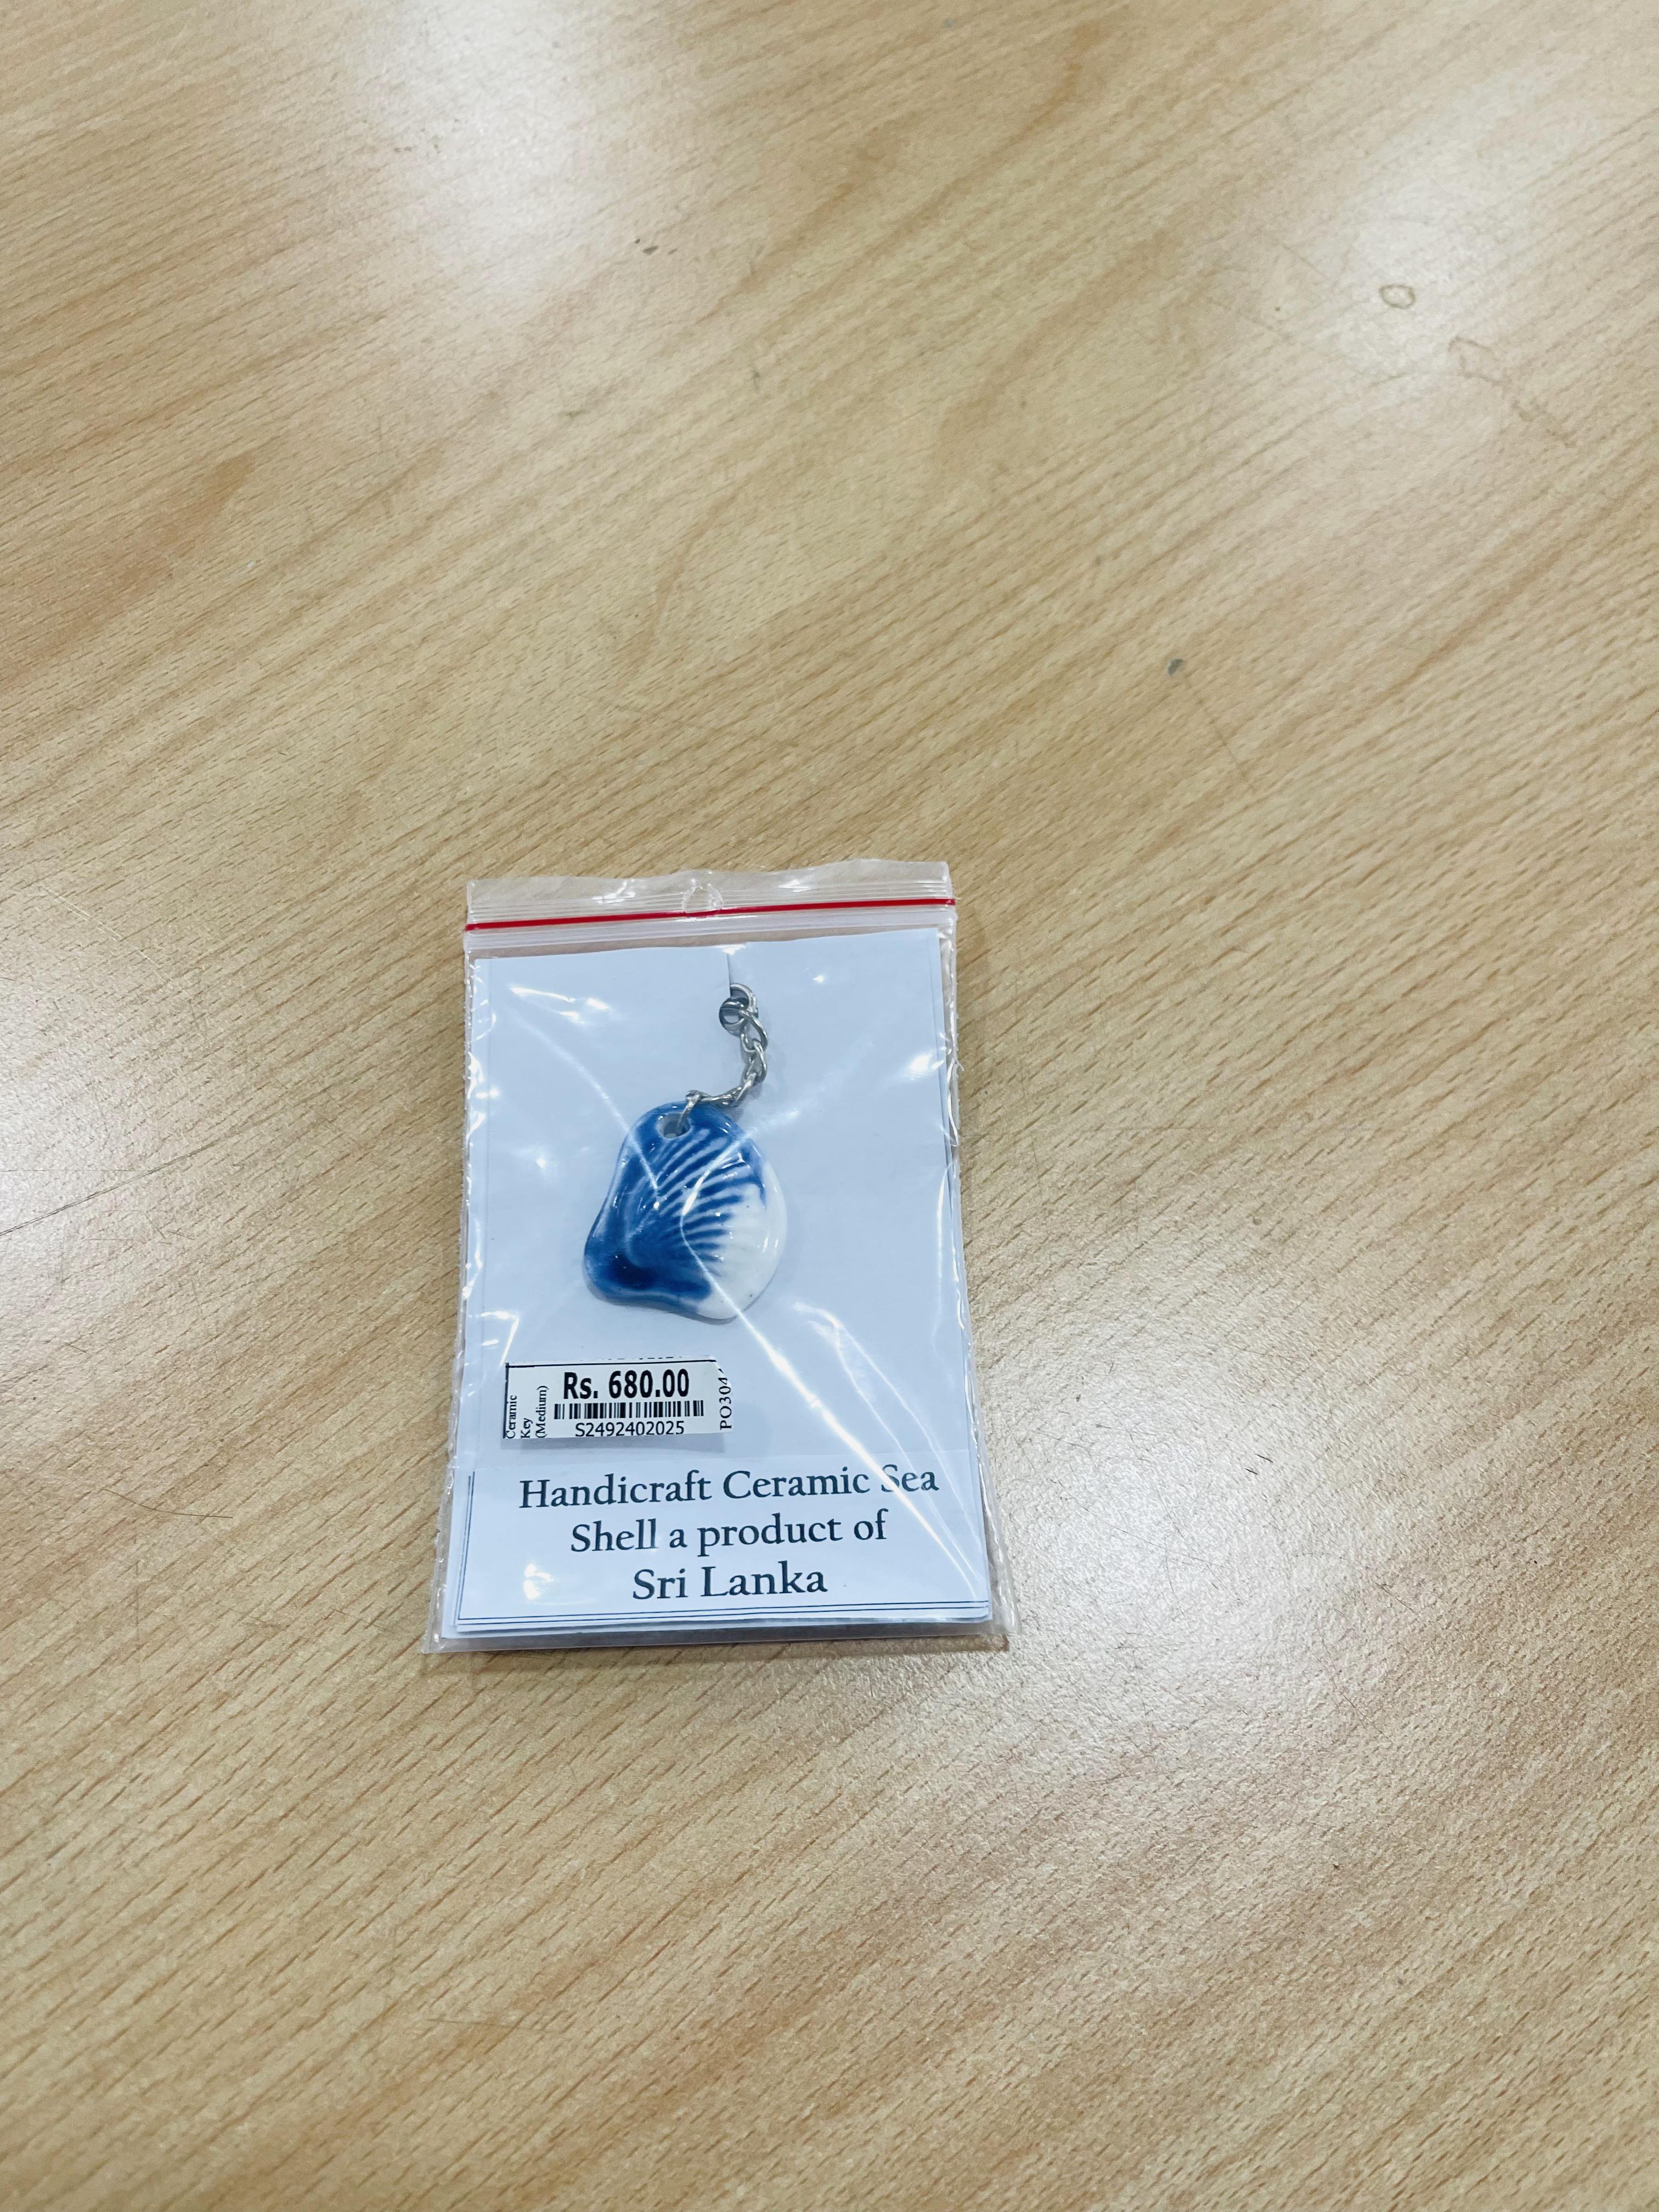 Rs. 680.00
S2492402025
Ceramic
Key
(Medium)
Handicraft Ceramic Sea
Shell a product of
Sri Lanka